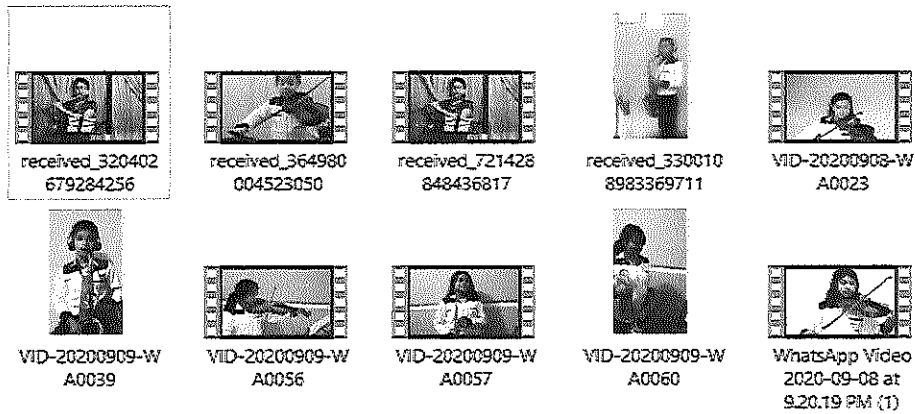 received_320402
679284256
received_364980
004523050
received_721428
848436817
received_330010
8983369711
VID-20200908-W
A0023
VID-20200909-W
A0039
VID-20200909-W
A0056
VID-20200909-W
A0057
VID-20200909-W
A0060
WhatsApp Video
2020-09-08 at
9.20.19 PM (1)